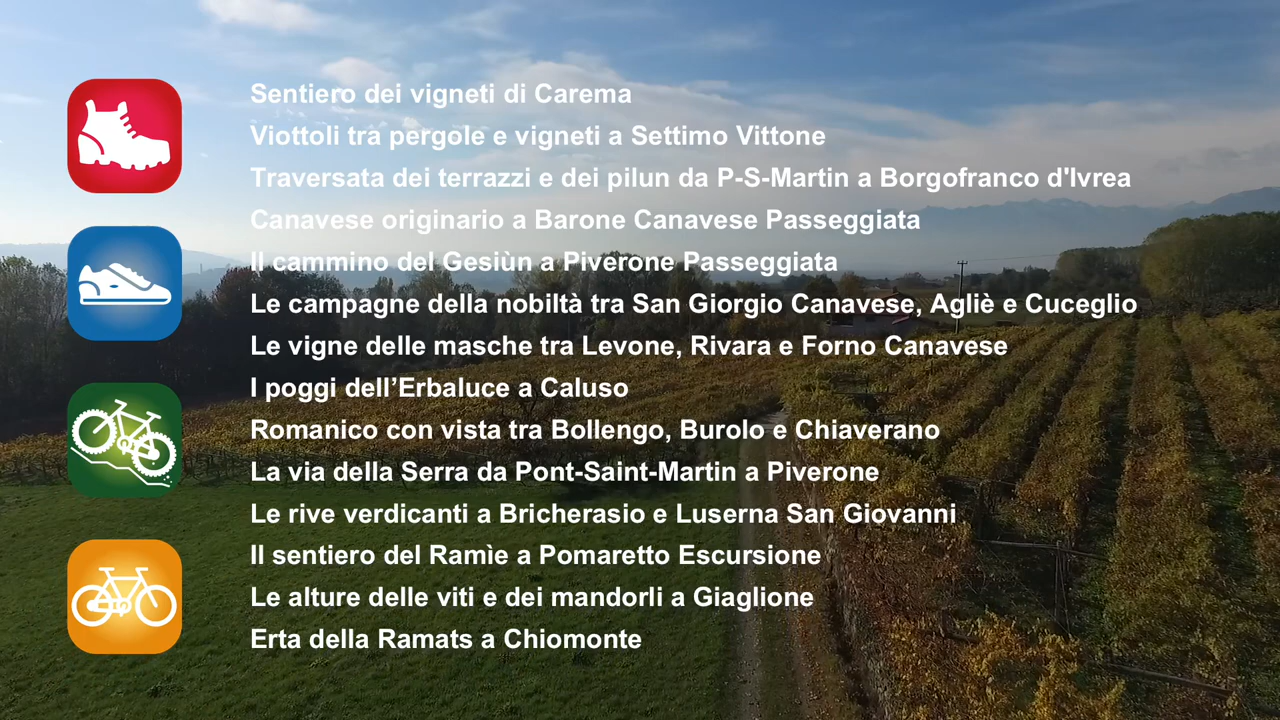 Sentiero dei vigneti di Carema
Viottoli tra pergole e vigneti a Settimo Vittone
Traversata dei terrazzi e dei pilun da P-S-Martin a Borgofranco d'Ivrea
Canavese originario a Barone Canavese Passeggiata
Il cammino del Gesiùn a Piverone Passeggiata
Le campagne della nobiltà tra San Giorgio Canavese, Agliè e Cuceglio
Le vigne delle masche tra Levone, Rivara e Forno Canavese
I poggi dell’Erbaluce a Caluso
Romanico con vista tra Bollengo, Burolo e Chiaverano
La via della Serra da Pont-Saint-Martin a Piverone
Le rive verdicanti a Bricherasio e Luserna San Giovanni
Il sentiero del Ramìe a Pomaretto Escursione
Le alture delle viti e dei mandorli a Giaglione
Erta della Ramats a Chiomonte